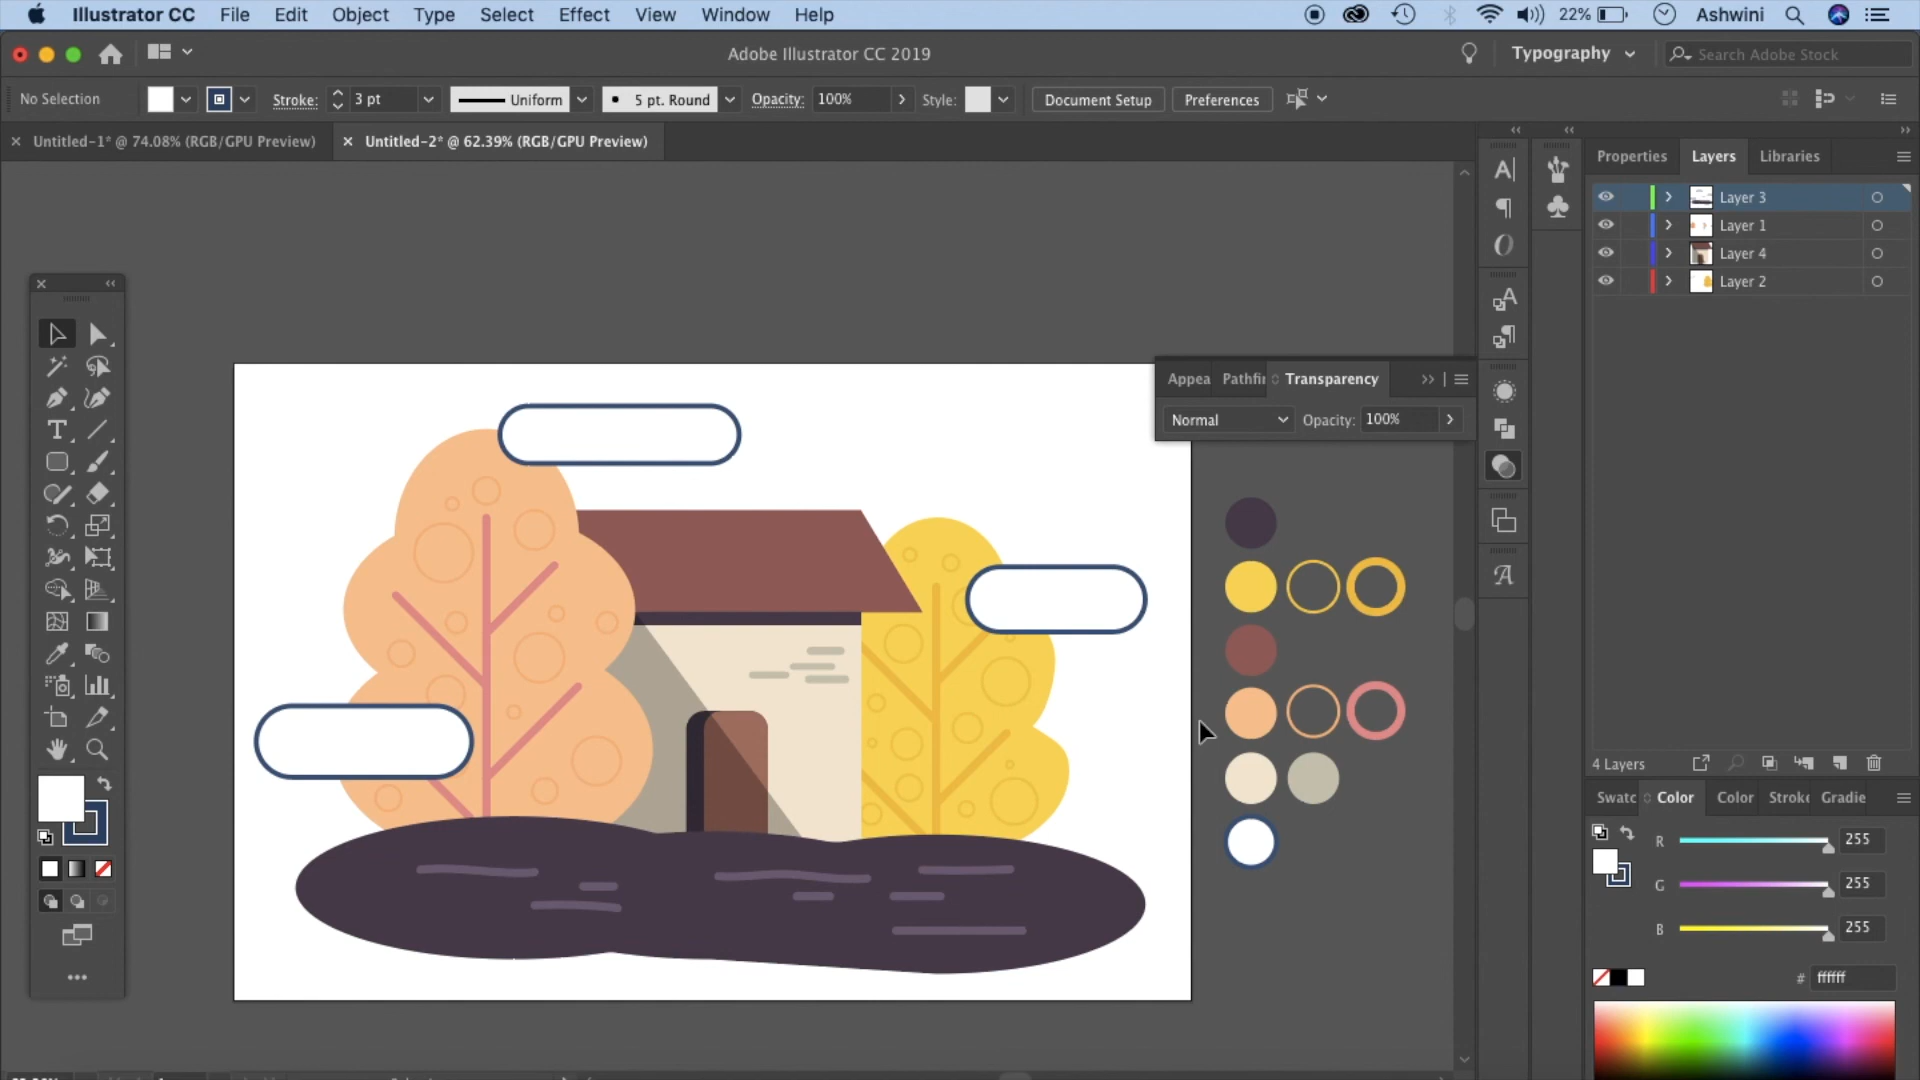 Illustrator CC File Edit Object Type Select Effect View Window Help 22% Ashwini
Adobe Illustrator CC 2019 Typography Search Adobe Stock
No Selection Stroke: 3 pt Uniform 5 pt. Round Opacity: 100% Style: Document Setup Preferences
Untitled-1* @ 74.08% (RGB/GPU Preview) Untitled-2* @ 62.39% (RGB/GPU Preview)
Properties Layers Libraries
Layer 3
Layer 1
Layer 4
Layer 2
Appea Pathfi Transparency
Normal Opacity: 100%
4 Layers
Swatc Color Color Stroke Gradie
R 255
G 255
B 255
# ffffff